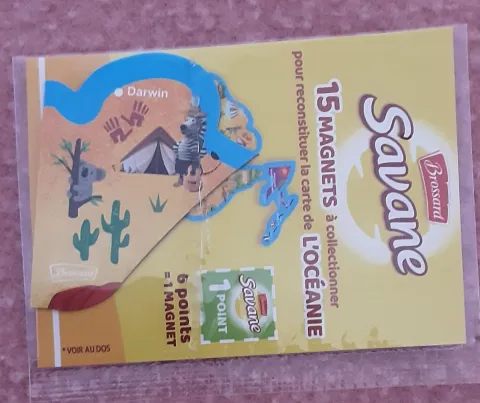 Brossard
Savane
15 MAGNETS à collectionner
pour reconstituer la carte de L'OCÉANIE
Darwin
Brossard
Savane
1 POINT
6 points
= 1 MAGNET
Brossard
* VOIR AU DOS